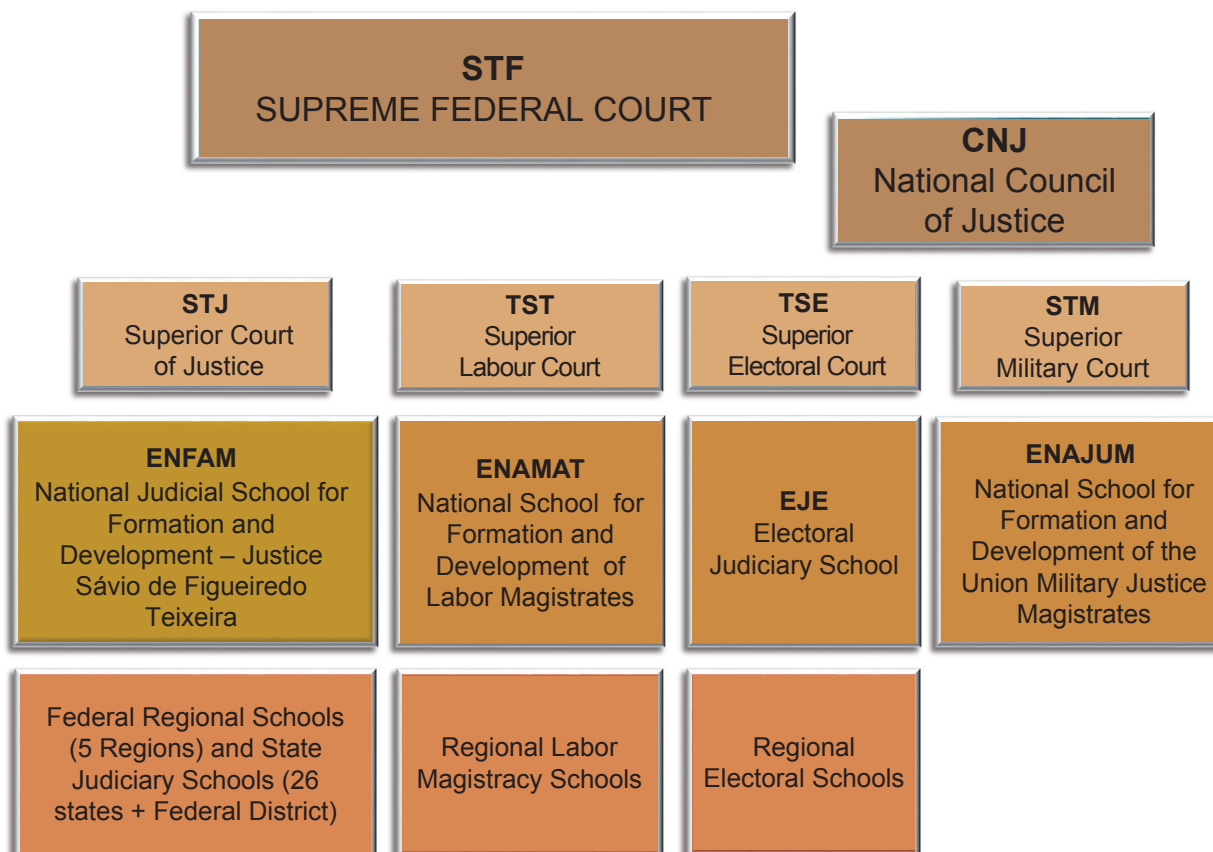 STF
SUPREME FEDERAL COURT
CNJ
National Council
of Justice
STJ
Superior Court
of Justice
TST
Superior
Labour Court
TSE
Superior
Electoral Court
STM
Superior
Military Court
ENFAM
National Judicial School for
Formation and
Development – Justice
Sávio de Figueiredo
Teixeira
ENAMAT
National School for
Formation and
Development of
Labor Magistrates
EJE
Electoral
Judiciary School
ENAJUM
National School for
Formation and
Development of the
Union Military Justice
Magistrates
Federal Regional Schools
(5 Regions) and State
Judiciary Schools (26
states + Federal District)
Regional Labor
Magistracy Schools
Regional
Electoral Schools